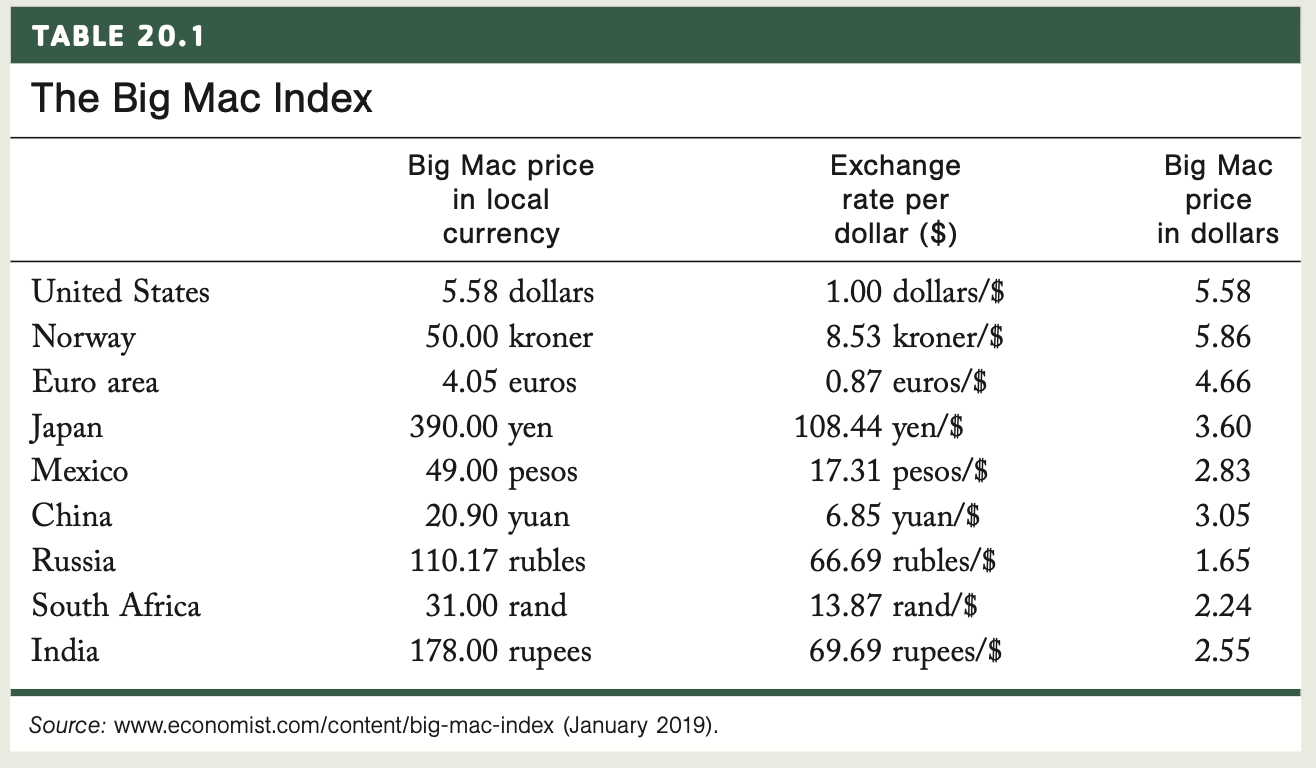 TABLE 20.1
The Big Mac Index
Big Mac price in local currency
Exchange rate per dollar ($)
Big Mac price in dollars
United States 5.58 dollars 1.00 dollars/$ 5.58
Norway 50.00 kroner 8.53 kroner/$ 5.86
Euro area 4.05 euros 0.87 euros/$ 4.66
Japan 390.00 yen 108.44 yen/$ 3.60
Mexico 49.00 pesos 17.31 pesos/$ 2.83
China 20.90 yuan 6.85 yuan/$ 3.05
Russia 110.17 rubles 66.69 rubles/$ 1.65
South Africa 31.00 rand 13.87 rand/$ 2.24
India 178.00 rupees 69.69 rupees/$ 2.55
Source: www.economist.com/content/big-mac-index (January 2019).